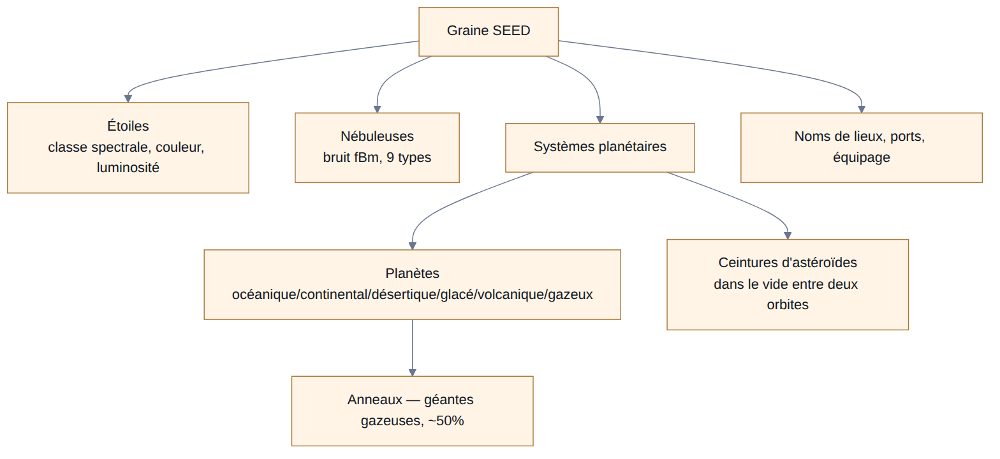 Graine SEED
Étoiles
classe spectrale, couleur,
luminosité
Nébuleuses
bruit fBm, 9 types
Systèmes planétaires
Noms de lieux, ports,
équipage
Planètes
océanique/continental/désertique/glacé/volcanique/gazeux
Ceintures d'astéroïdes
dans le vide entre deux
orbites
Anneaux — géantes
gazeuses, ~50%